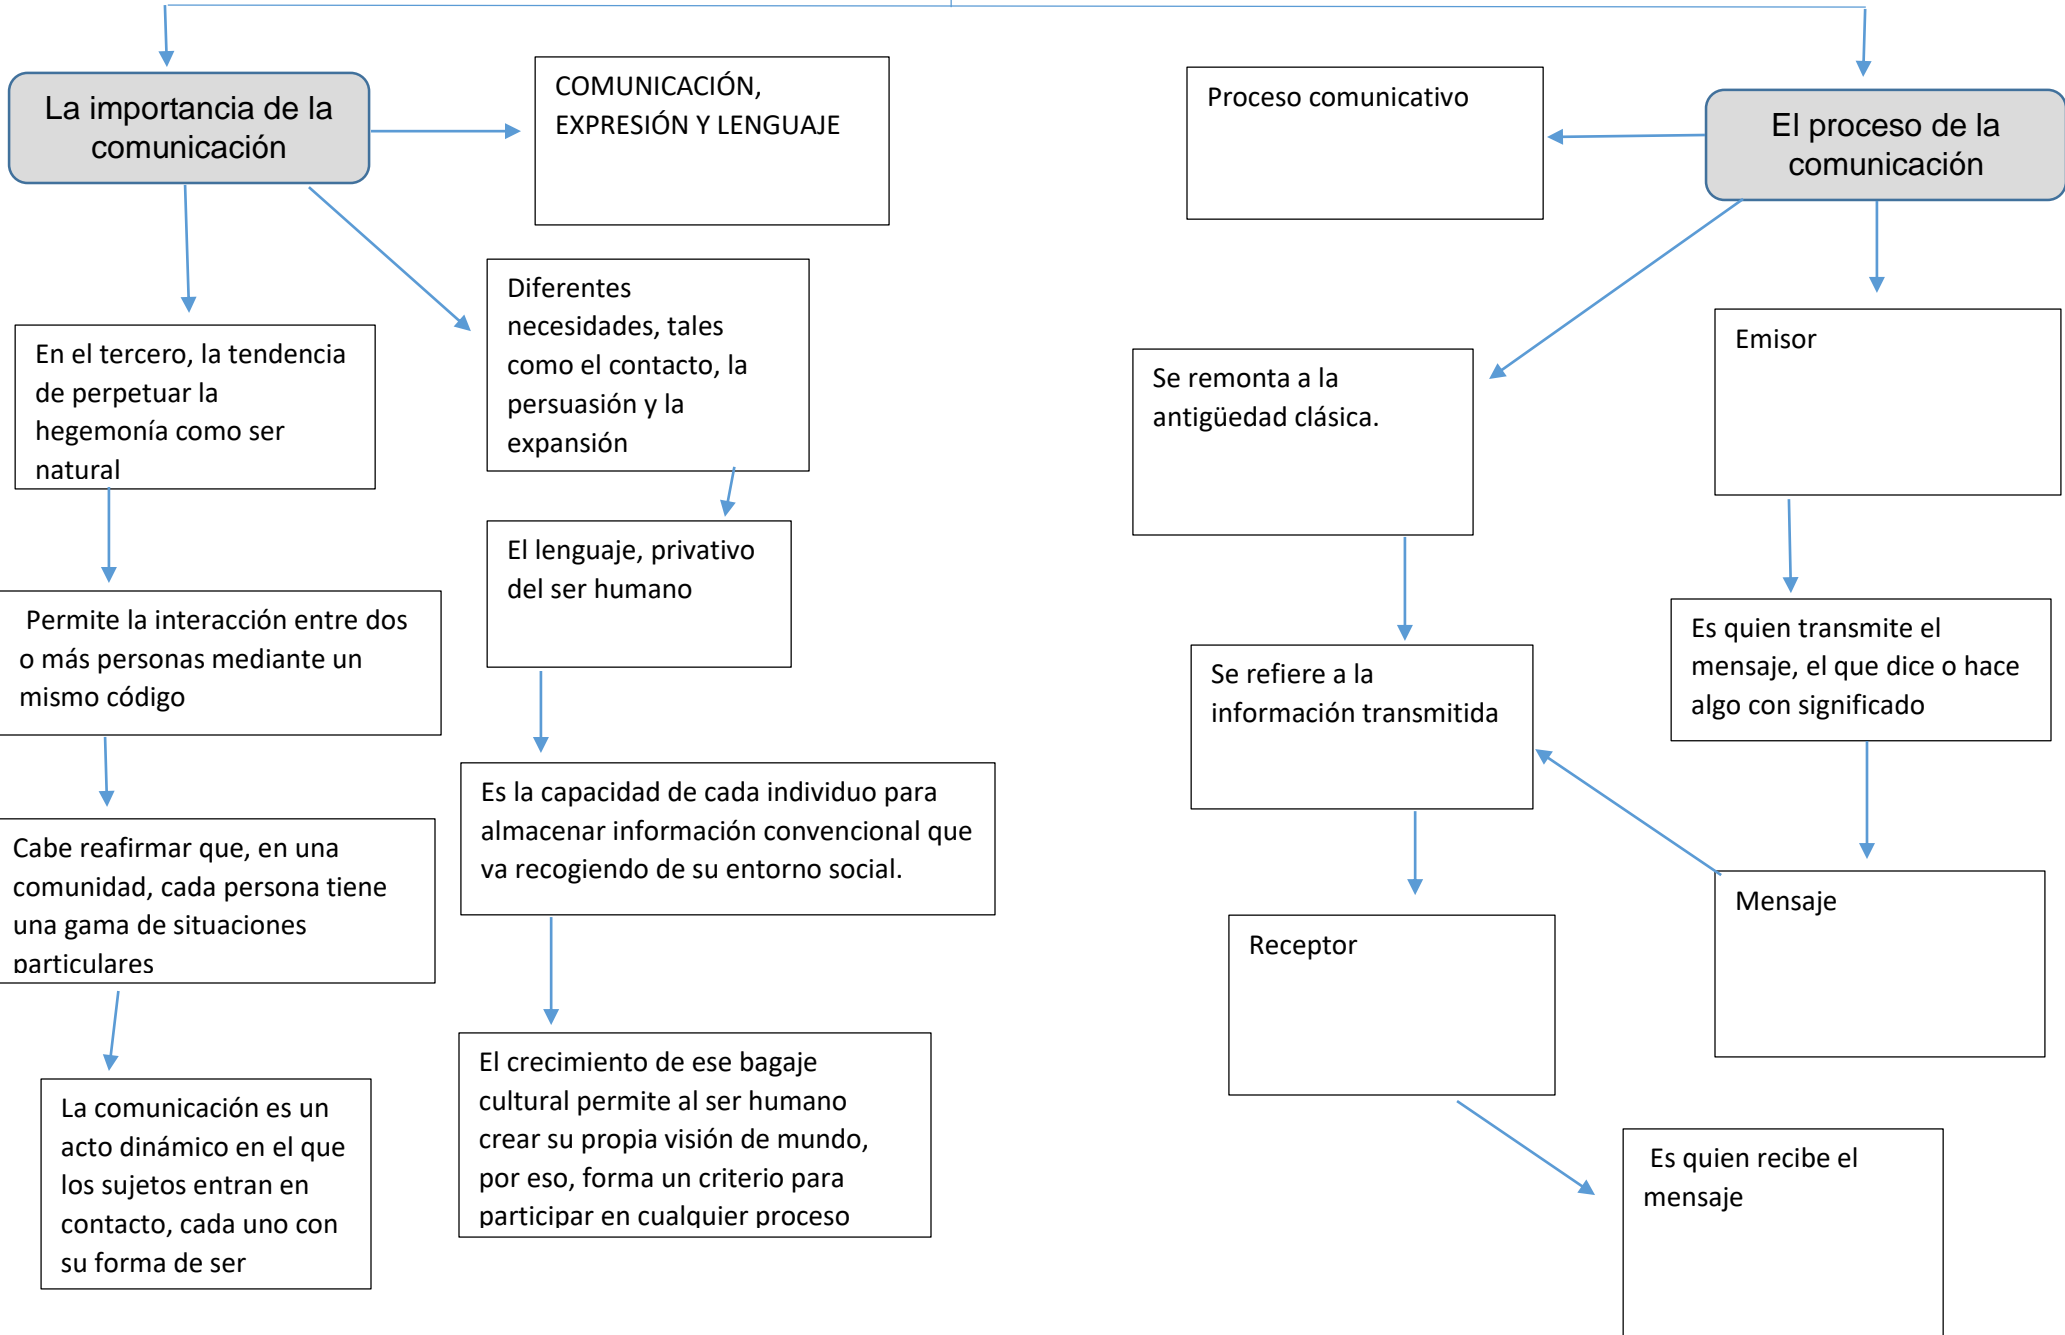 La importancia de la
comunicación
COMUNICACIÓN,
EXPRESIÓN Y LENGUAJE
En el tercero, la tendencia
de perpetuar la
hegemonía como ser
natural
Permite la interacción entre dos
o más personas mediante un
mismo código
Cabe reafirmar que, en una
comunidad, cada persona tiene
una gama de situaciones
particulares
La comunicación es un
acto dinámico en el que
los sujetos entran en
contacto, cada uno con
su forma de ser
Diferentes
necesidades, tales
como el contacto, la
persuasión y la
expansión
El lenguaje, privativo
del ser humano
Es la capacidad de cada individuo para
almacenar información convencional que
va recogiendo de su entorno social.
El crecimiento de ese bagaje
cultural permite al ser humano
crear su propia visión de mundo,
por eso, forma un criterio para
participar en cualquier proceso
El proceso de la
comunicación
Proceso comunicativo
Se remonta a la
antigüedad clásica.
Se refiere a la
información transmitida
Receptor
Es quien recibe el
mensaje
Emisor
Es quien transmite el
mensaje, el que dice o hace
algo con significado
Mensaje